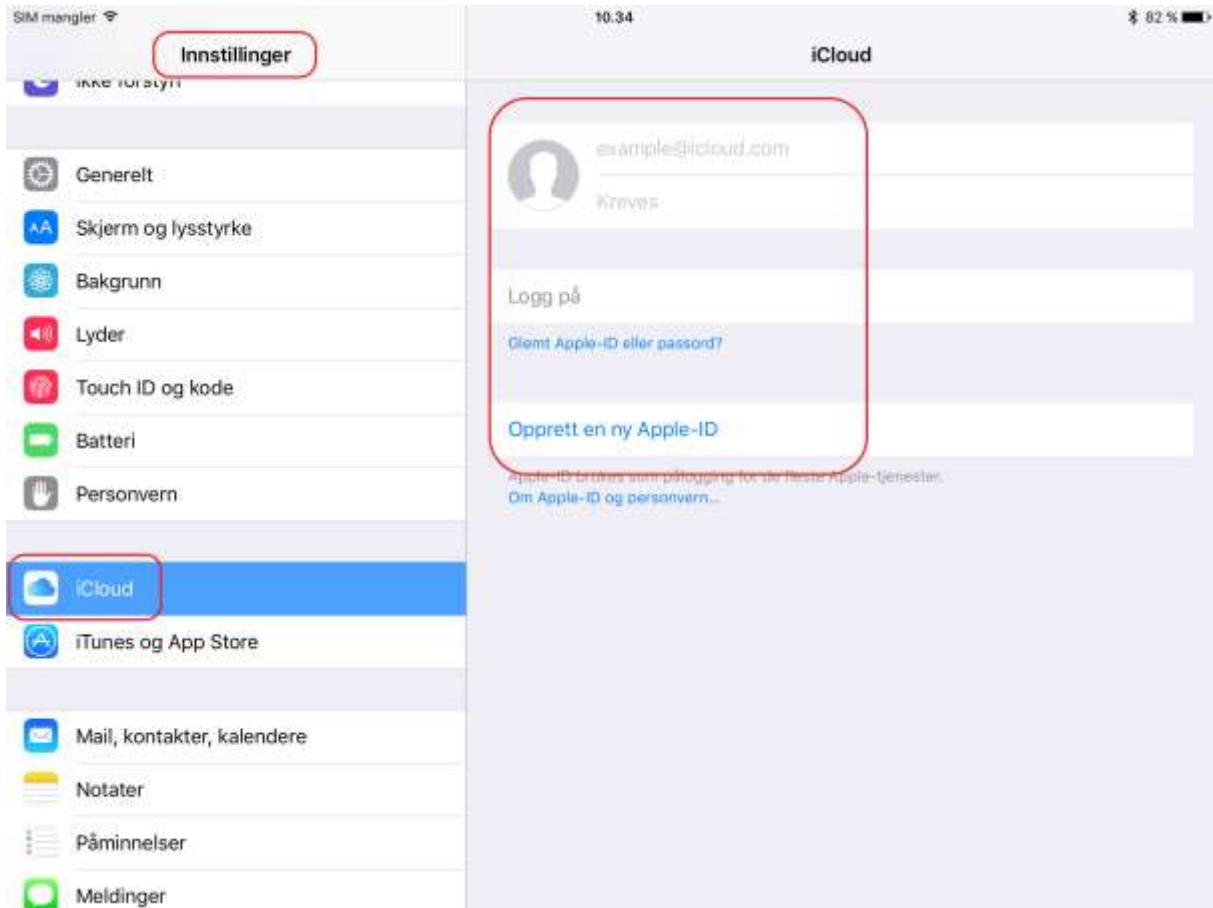 SIM mangler
10.34
82 %
Innstillinger
iCloud
Ikke forstyrr
Generelt
Skjerm og lysstyrke
Bakgrunn
Lyder
Touch ID og kode
Batteri
Personvern
iCloud
iTunes og App Store
Mail, kontakter, kalendere
Notater
Påminnelser
Meldinger
example@icloud.com
Kreves
Logg på
Glemt Apple-ID eller passord?
Opprett en ny Apple-ID
Apple-ID brukes som pålogging for de fleste Apple-tjenester.
Om Apple-ID og personvern...